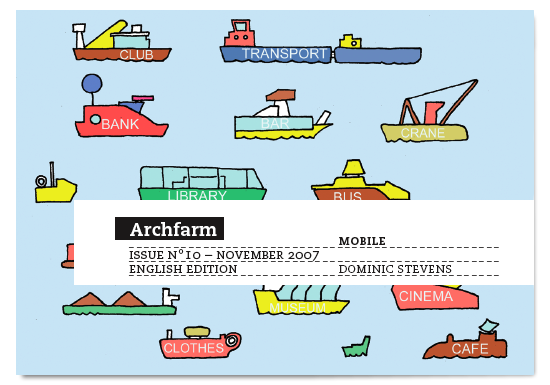 CLUB
TRANSPORT
BANK
BAR
CRANE
LIBRARY
BUS
Archfarm
MOBILE
ISSUE Nº10 – NOVEMBER 2007
ENGLISH EDITION
DOMINIC STEVENS
MUSEUM
CINEMA
CLOTHES
CAFE